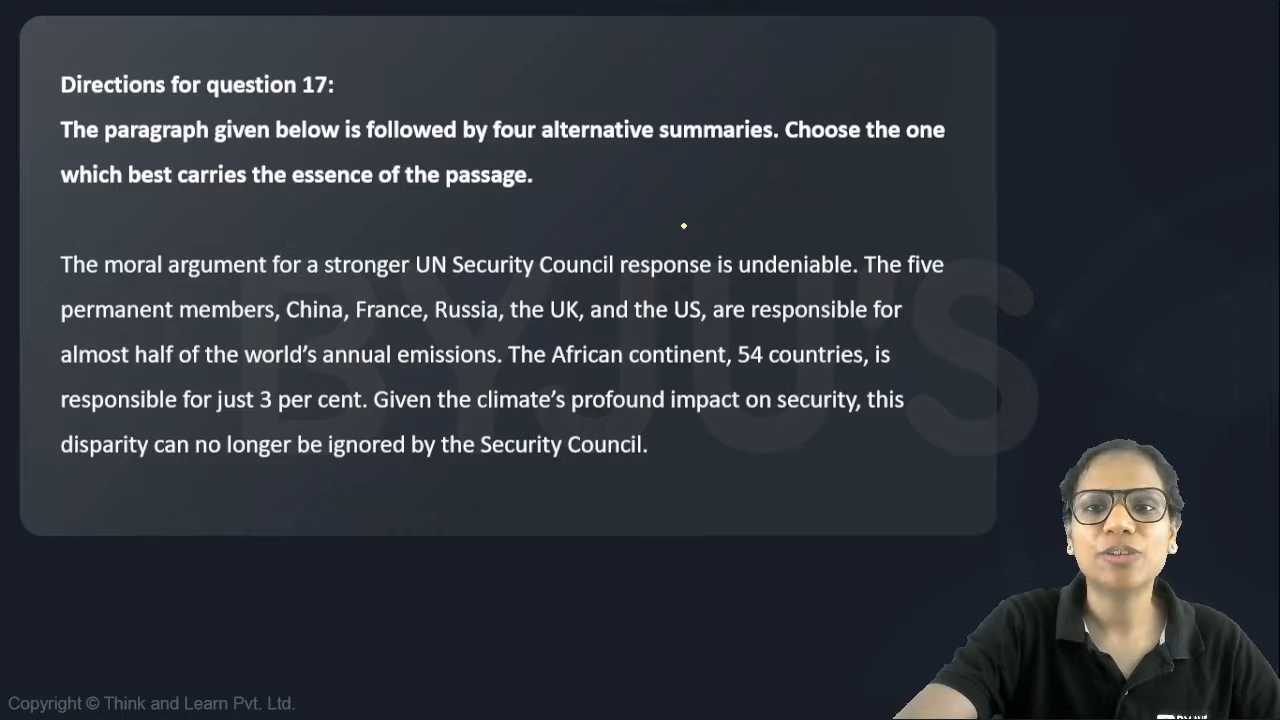 Directions for question 17:
The paragraph given below is followed by four alternative summaries. Choose the one
which best carries the essence of the passage.
The moral argument for a stronger UN Security Council response is undeniable. The five
permanent members, China, France, Russia, the UK, and the US, are responsible for
almost half of the world's annual emissions. The African continent, 54 countries, is
responsible for just 3 per cent. Given the climate's profound impact on security, this
disparity can no longer be ignored by the Security Council.
BYJU'S
Copyright © Think and Learn Pvt. Ltd.